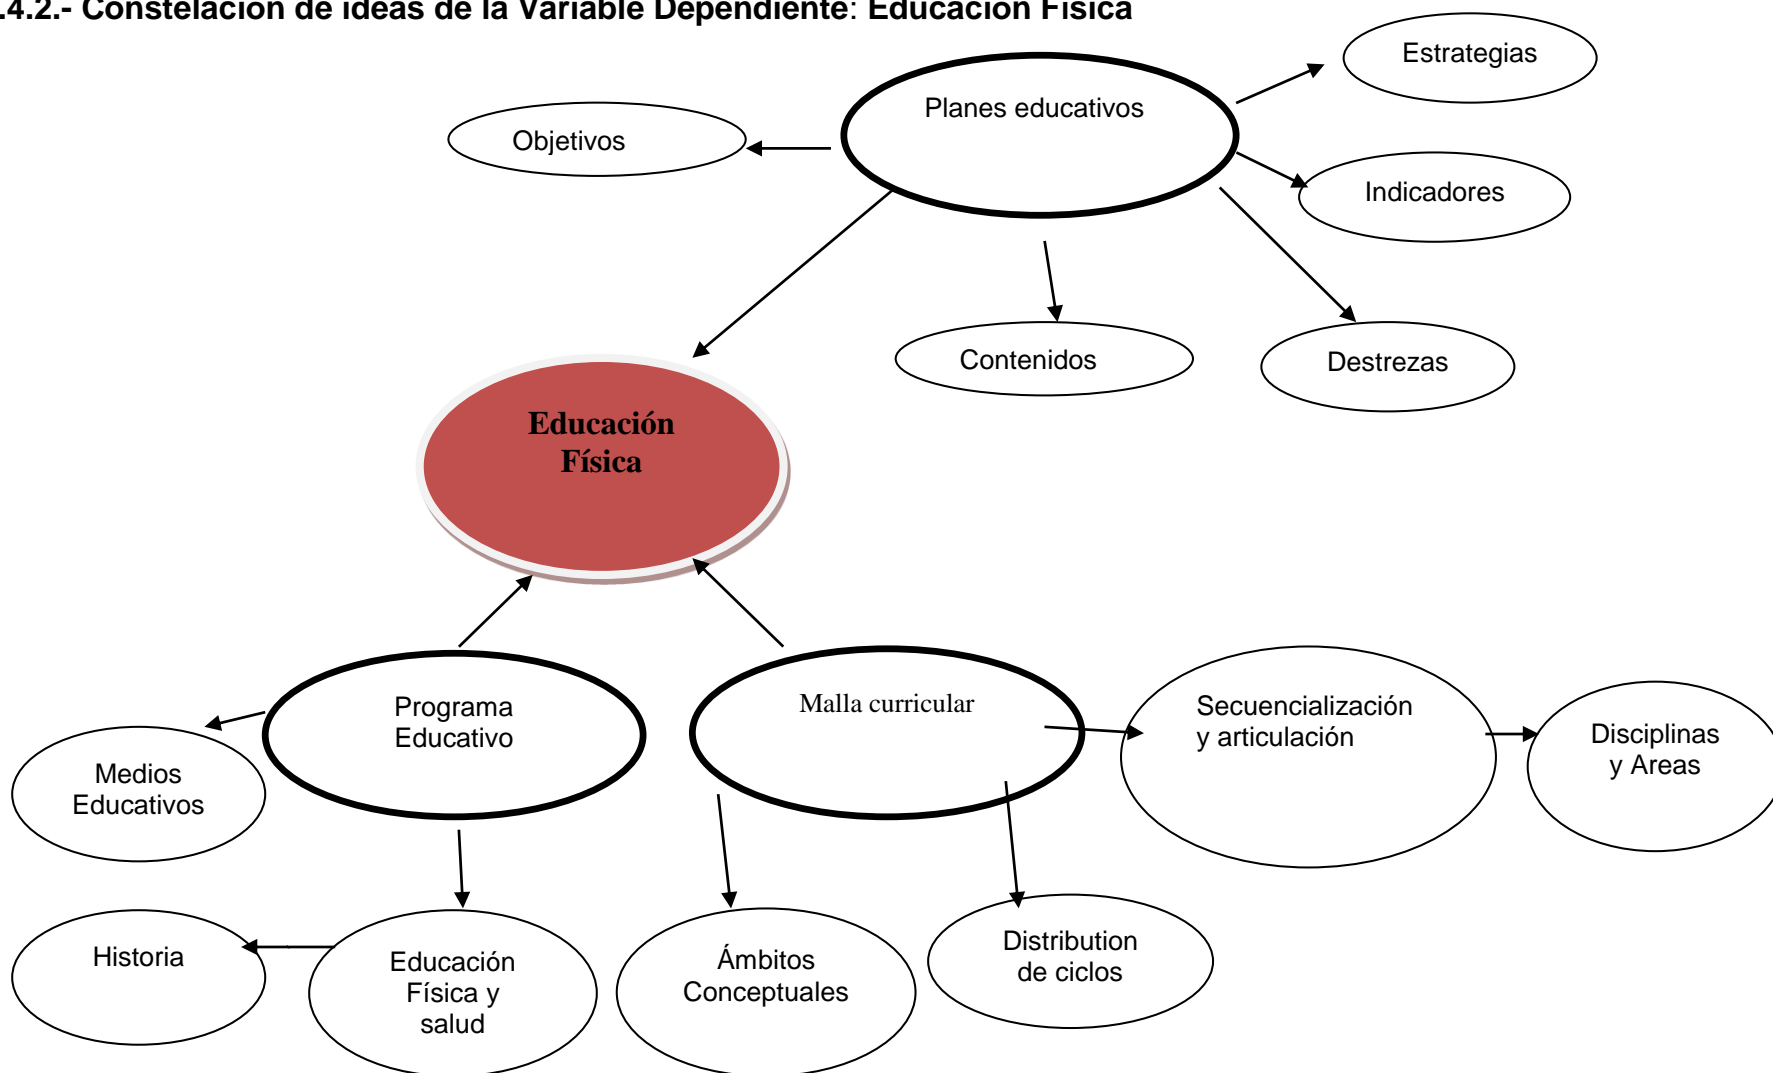 .4.2.- Constelación de ideas de la Variable Dependiente: Educación Física
Estrategias
Planes educativos
Objetivos
Indicadores
Contenidos
Destrezas
Educación
Física
Programa
Educativo
Malla curricular
Secuencialización
y articulación
Disciplinas
y Areas
Medios
Educativos
Historia
Educación
Física y
salud
Ámbitos
Conceptuales
Distribution
de ciclos